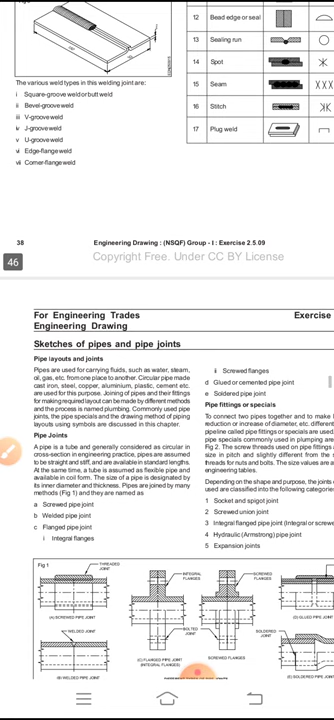 The various weld types in this welding joint are:
i Square-groove weld or butt weld
ii Bevel-groove weld
iii V-groove weld
iv J-groove weld
v U-groove weld
vi Edge-flange weld
vii Corner-flange weld
12 Bead edge or seal
13 Sealing run
14 Spot
15 Seam
16 Stitch
17 Plug weld
38 Engineering Drawing : (NSQF) Group - I : Exercise 2.5.09
46 Copyright Free. Under CC BY License
For Engineering Trades Exercise
Engineering Drawing
Sketches of pipes and pipe joints
Pipe layouts and joints
Pipes are used for carrying fluids, such as water, steam,
oil, gas, etc, from one place to another. Circular pipe made
cast iron, steel, copper, aluminium, plastic, cement etc.
are used for this purpose. Joining of pipes and their fittings
for making required layout can be made by different methods
and the process is named plumbing. Commonly used pipe
joints, the pipe specials and the drawing method of piping
layouts using symbols are discussed in this chapter.
Pipe Joints
A pipe is a tube and generally considered as circular in
cross-section in engineering practice, pipes are assumed
to be straight and stiff, and are available in standard lengths.
At the same time, a tube is assumed as flexible pipe and
available in coil form. The size of a pipe is designated by
its inner diameter and thickness. Pipes are joined by many
methods (Fig 1) and they are named as
a Screwed pipe joint
b Welded pipe joint
c Flanged pipe joint
i Integral flanges
ii Screwed flanges
d Glued or cemented pipe joint
e Soldered pipe joint
Pipe fittings or specials
To connect two pipes together and to make
reduction or increase of diameter, etc. different
pipeline called pipe fittings or specials are used.
pipe specials commonly used in plumbing are
Fig 2. The screw threads used on pipe fittings
size in pitch and slightly different from the
threads for nuts and bolts. The size values are
engineering tables.
Depending on the shape and purpose, the joints
used are classified into the following categories
1 Socket and spigot joint
2 Screwed union joint
3 Integral flanged pipe joint (Integral or screwe
4 Hydraulic (Armstrong) pipe joint
5 Expansion joints
Fig 1
THREADED
JOINT
(A) SCREWED PIPE JOINT
WELDED JOINT
(B) WELDED PIPE JOINT
INTEGRAL
FLANGES
SCREWED
FLANGES
BOLTED
JOINT
(C) FLANGED PIPE JOINT
(INTEGRAL FLANGES)
SCREWED FLANGES
JOINT
(D) GLUED PIPE JOINT
SOLDERED
JOINT
(E) SOLDERED PIPE JOINT